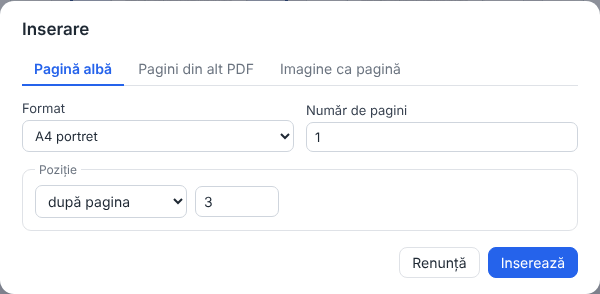 Inserare
Pagină albă Pagini din alt PDF Imagine ca pagină
Format Număr de pagini
A4 portret 1
Poziție
după pagina 3
Renunță Inserează